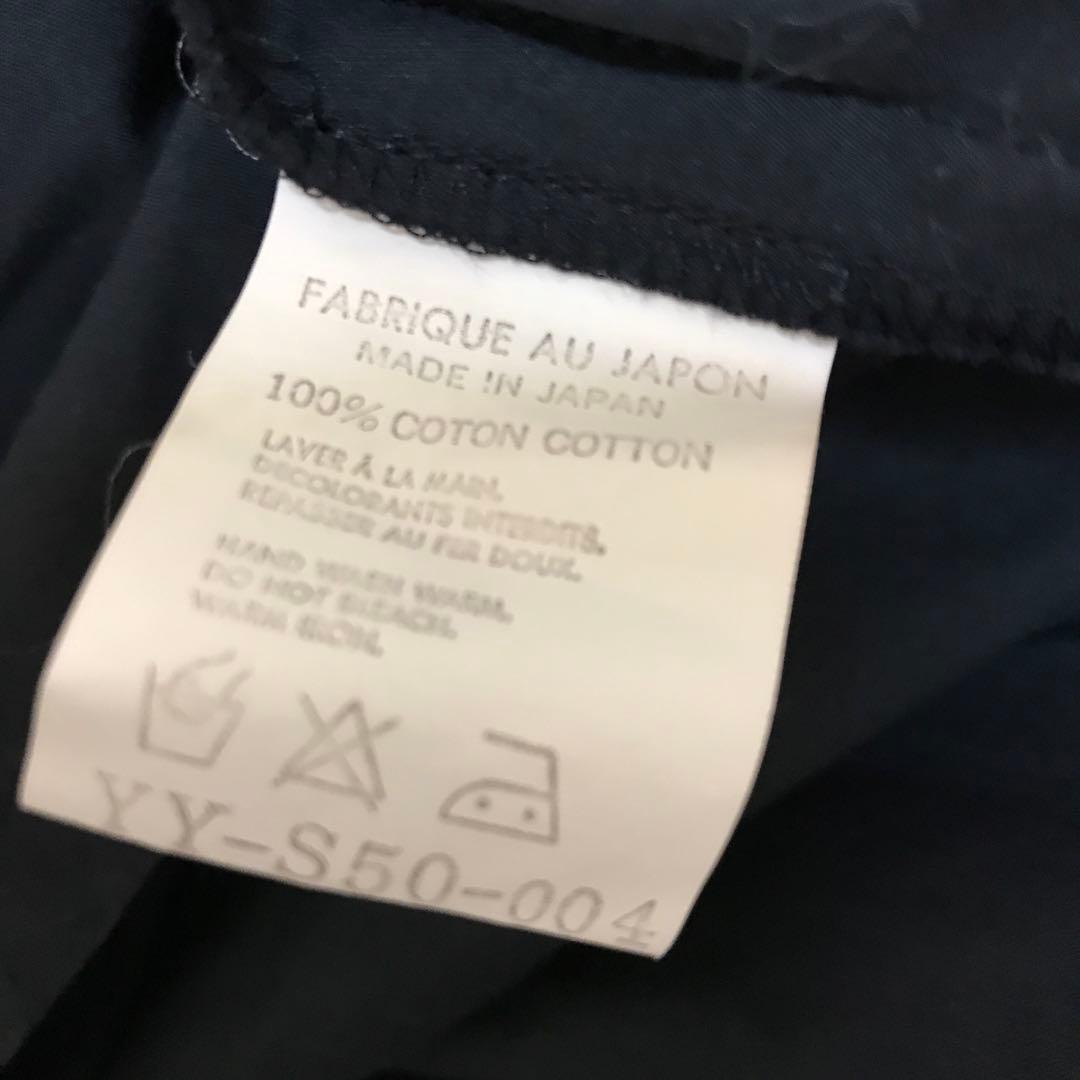 FABRIQUE AU JAPON
MADE IN JAPAN
100% COTON COTTON
LAVER À LA MAIN.
DECOLORANTS INTERDITS.
REPASSER AU FER DOUX.
HAND WASH WARM.
DO NOT BLEACH.
WARM IRON.
YY-S50-004